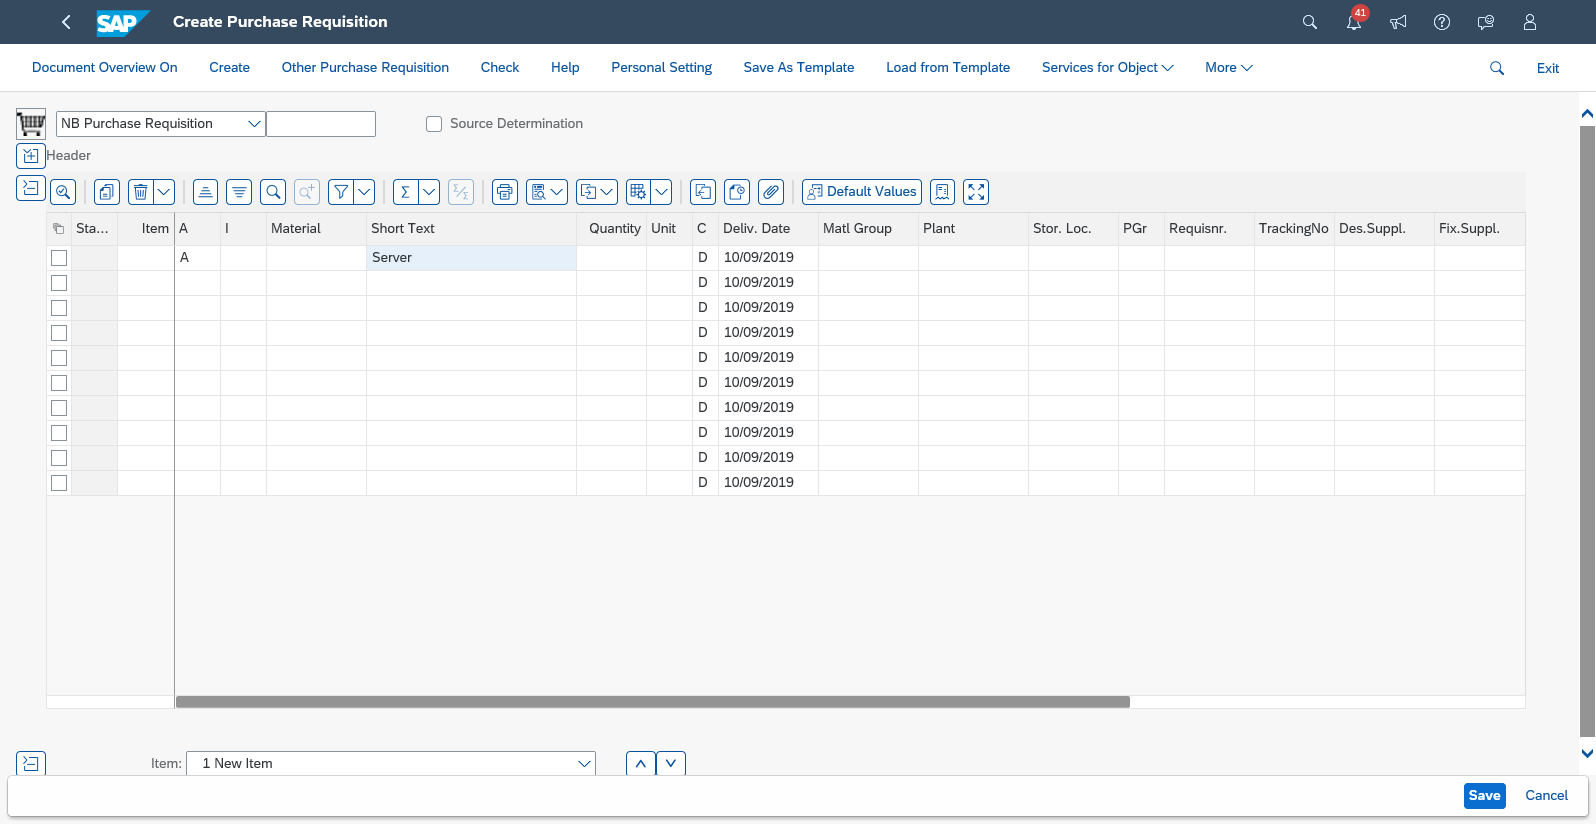 SAP Create Purchase Requisition 41
Document Overview On Create Other Purchase Requisition Check Help Personal Setting Save As Template Load from Template Services for Object More Exit
NB Purchase Requisition Source Determination
Header
Default Values
Sta... Item A I Material Short Text Quantity Unit C Deliv. Date Matl Group Plant Stor. Loc. PGr Requisnr. TrackingNo Des.Suppl. Fix.Suppl.
A Server D 10/09/2019
D 10/09/2019
D 10/09/2019
D 10/09/2019
D 10/09/2019
D 10/09/2019
D 10/09/2019
D 10/09/2019
D 10/09/2019
D 10/09/2019
Item: 1 New Item
Save Cancel